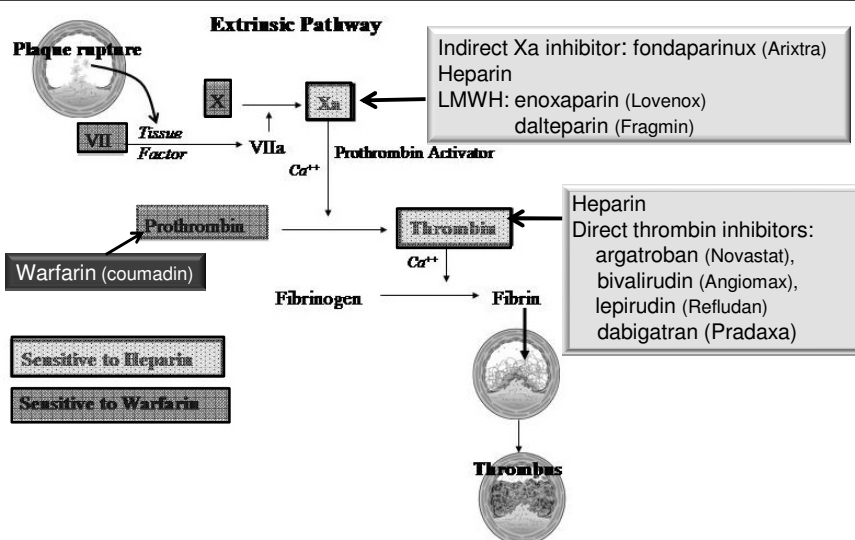 Extrinsic Pathway
Plaque rupture
Indirect Xa inhibitor: fondaparinux (Arixtra)
Heparin
LMWH: enoxaparin (Lovenox)
dalteparin (Fragmin)
X
Xa
VII
Tissue
Factor
VIIa
Prothrombin Activator
Ca++
Prothrombin
Thrombin
Heparin
Direct thrombin inhibitors:
argatroban (Novastat),
bivalirudin (Angiomax),
lepirudin (Refludan)
dabigatran (Pradaxa)
Warfarin (coumadin)
Ca++
Fibrinogen
Fibrin
Sensitive to Heparin
Sensitive to Warfarin
Thrombus